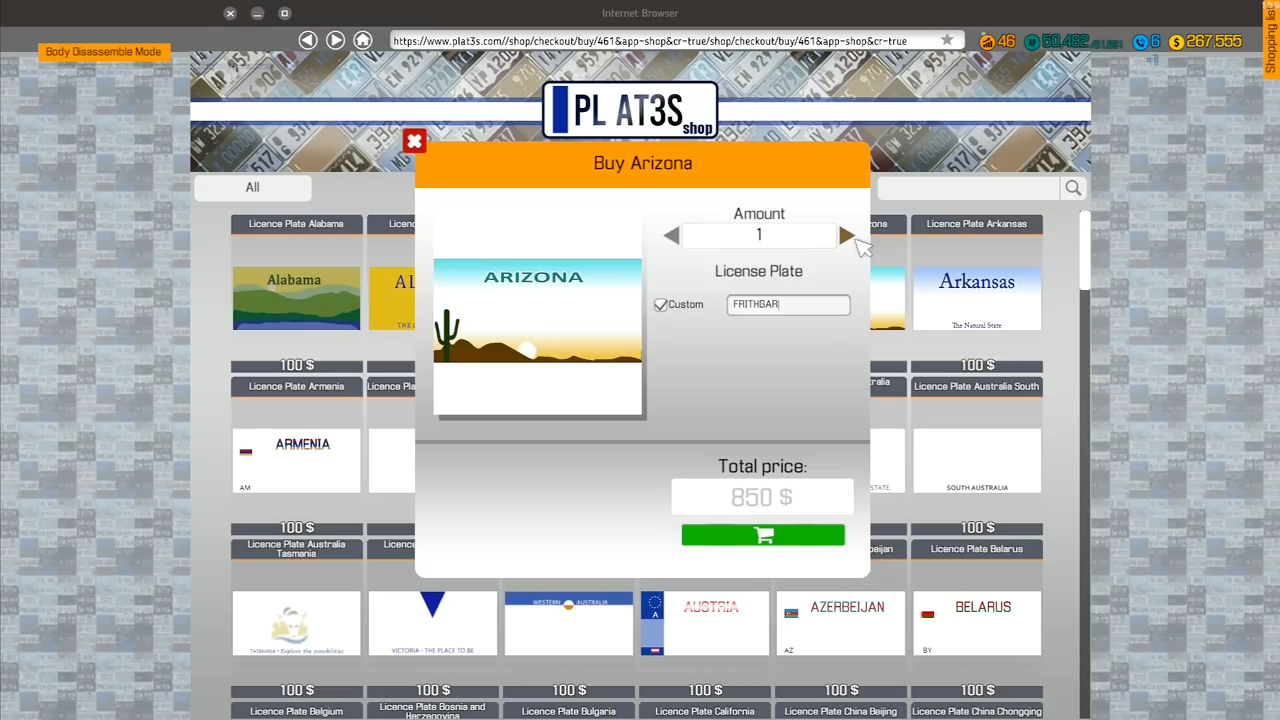 Internet Browser
https://www.plat3s.com//shop/checkout/buy/461&app-shop&cr-true/shop/checkout/buy/461&app-shop&cr-true
Body Disassemble Mode
46
6
267,555
Shopping list
PL AT3S
shop
Buy Arizona
All
Amount
1
License Plate
Custom
FRITHGAR
ARIZONA
Total price:
850 $
Licence Plate Alabama
Licence Plate Arkansas
Alabama
Arkansas
The Natural State
100 $
100 $
Licence Plate Armenia
Licence Plate Australia South
ARMENIA
AM
STATE.
SOUTH AUSTRALIA
100 $
100 $
Licence Plate Australia Tasmania
Licence Plate Belarus
TASMANIA - Explore the possibilities
VICTORIA - THE PLACE TO BE
WESTERN AUSTRALIA
A
AUSTRIA
AZERBEIJAN
AZ
BELARUS
BY
100 $
100 $
100 $
100 $
100 $
100 $
Licence Plate Belgium
Licence Plate Bosnia and Herzegovina
Licence Plate Bulgaria
Licence Plate California
Licence Plate China Beijing
Licence Plate China Chongqing